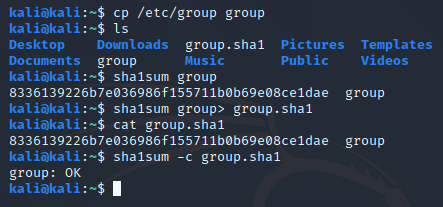 kali@kali:~$ cp /etc/group group
kali@kali:~$ ls
Desktop    Downloads  group.sha1  Pictures  Templates
Documents  group      Music       Public    Videos
kali@kali:~$ sha1sum group
8336139226b7e036986f155711b0b69e08ce1dae  group
kali@kali:~$ sha1sum group> group.sha1
kali@kali:~$ cat group.sha1
8336139226b7e036986f155711b0b69e08ce1dae  group
kali@kali:~$ sha1sum -c group.sha1
group: OK
kali@kali:~$